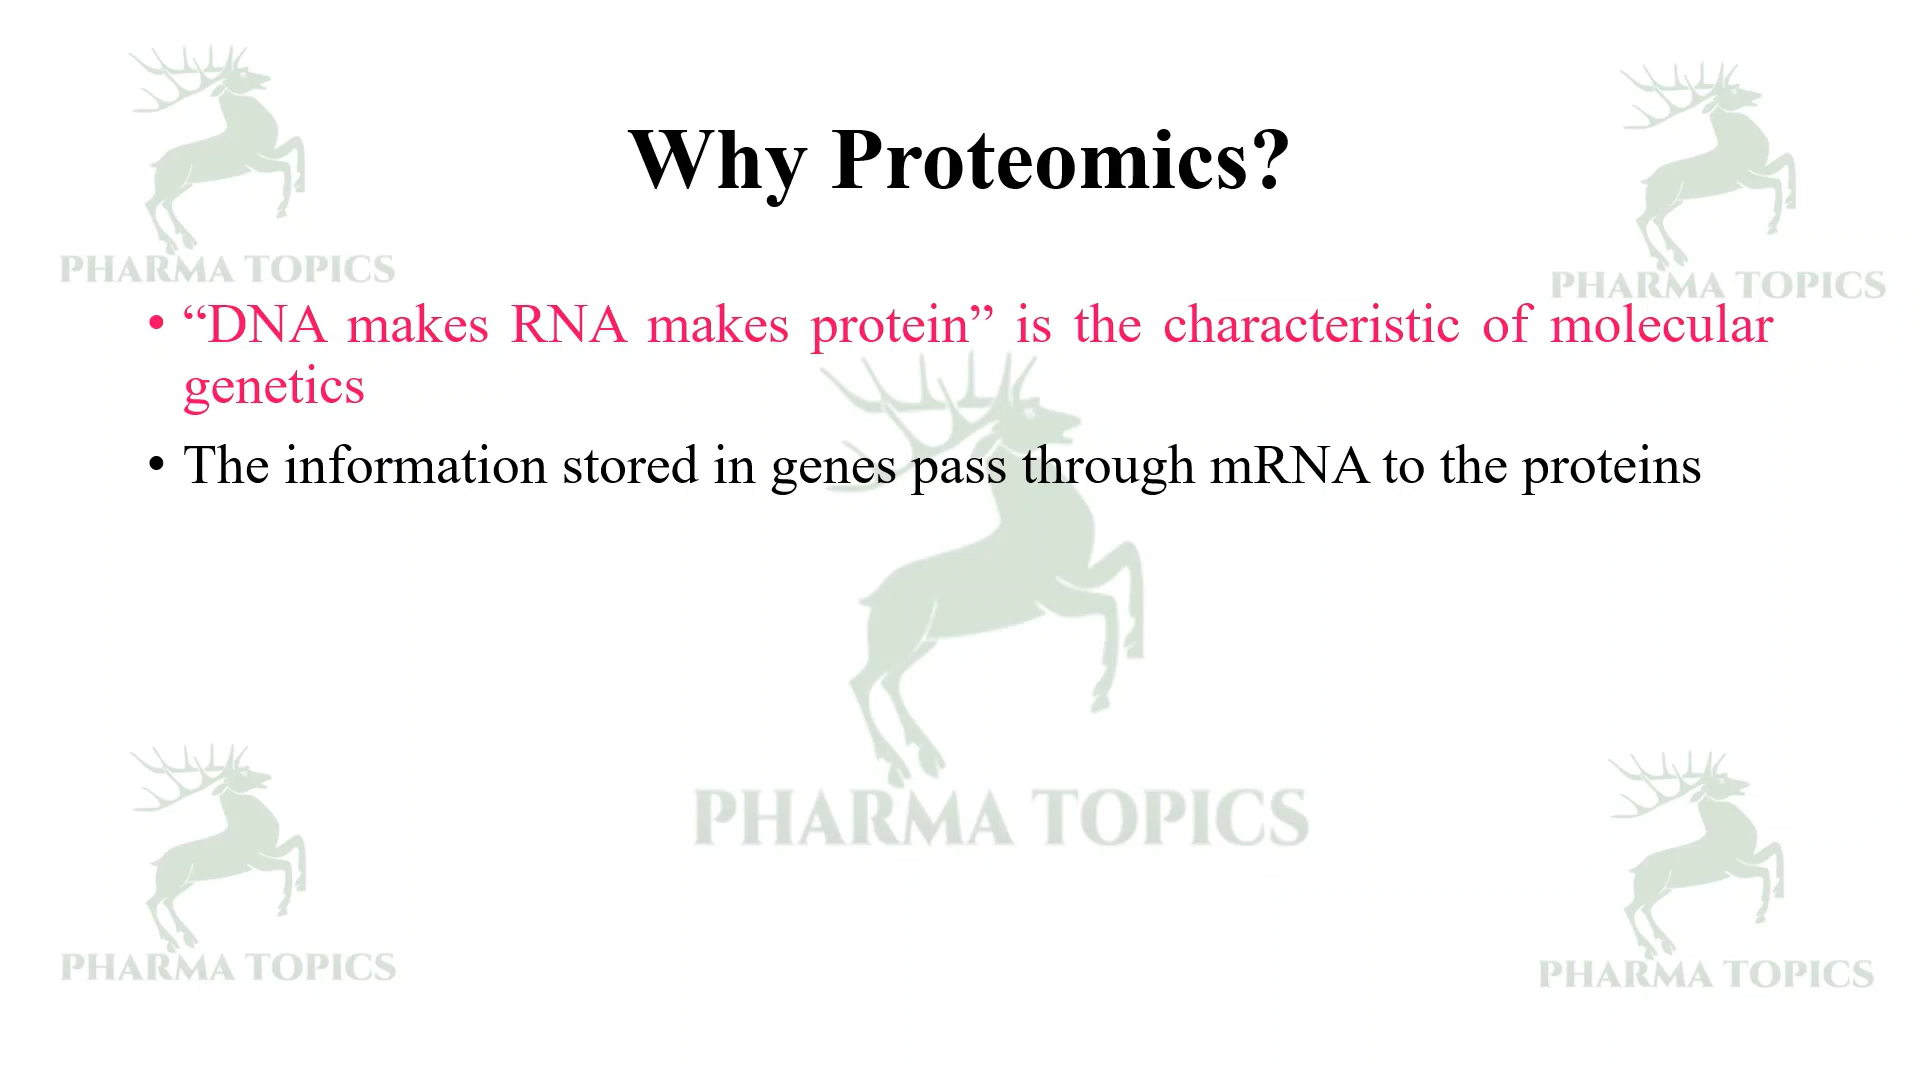 PHARMA TOPICS
PHARMA TOPICS
Why Proteomics?
• “DNA makes RNA makes protein” is the characteristic of molecular
genetics
• The information stored in genes pass through mRNA to the proteins
PHARMA TOPICS
PHARMA TOPICS
PHARMA TOPICS